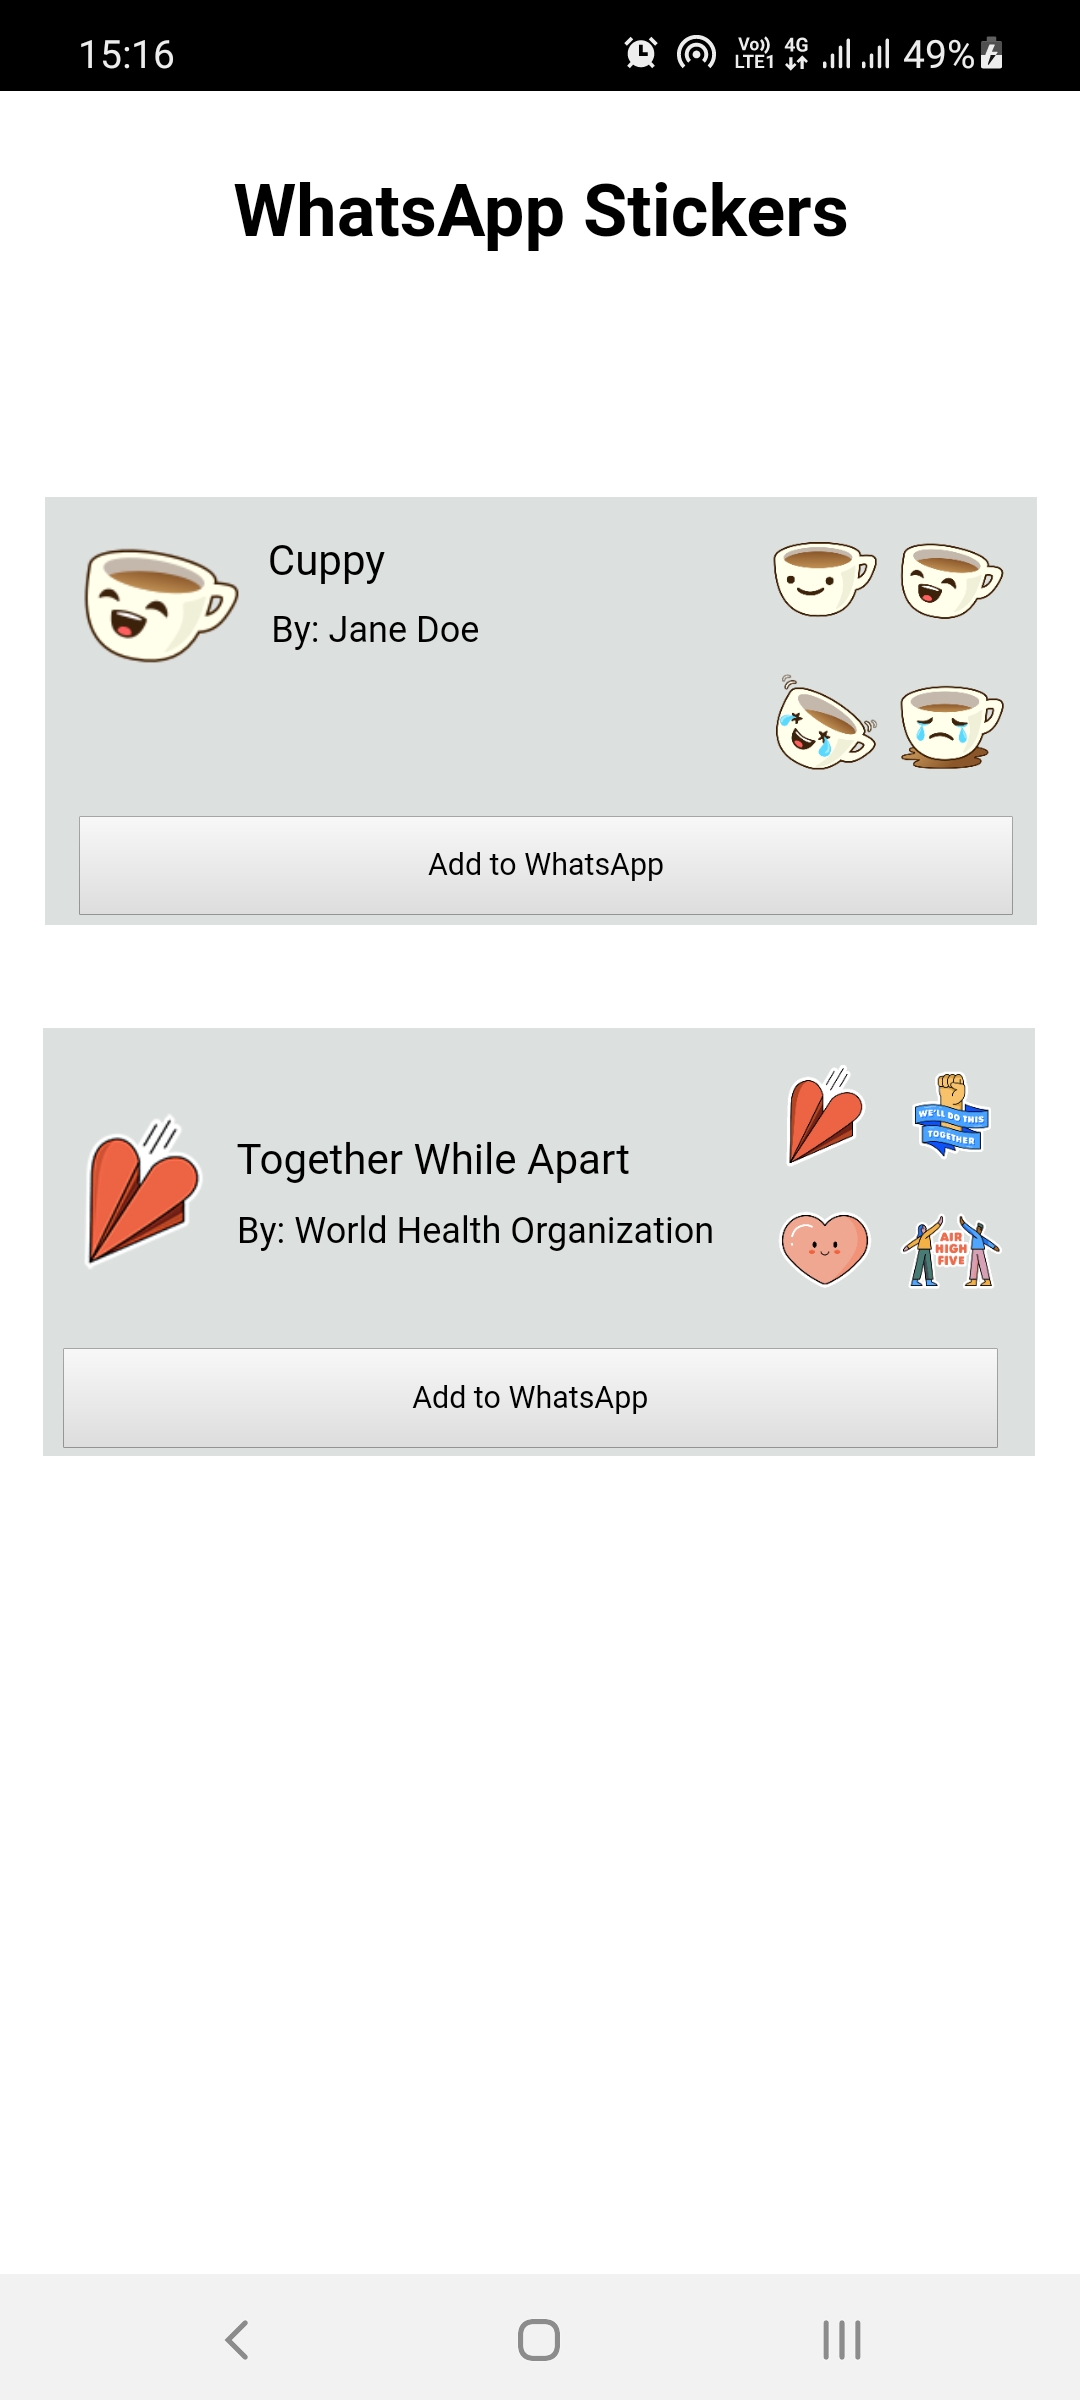 15:16
Vo)) LTE1 4G 49%
WhatsApp Stickers
Cuppy
By: Jane Doe
Add to WhatsApp
Together While Apart
By: World Health Organization
WE'LL DO THIS
TOGETHER
AIR
HIGH
FIVE
Add to WhatsApp